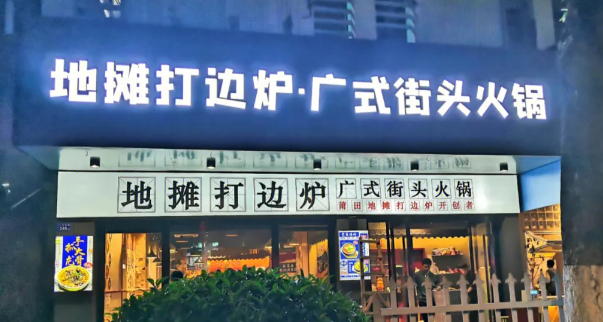 地摊打边炉·广式街头火锅
地摊打边炉 广式街头火锅
莆田地摊打边炉开创者